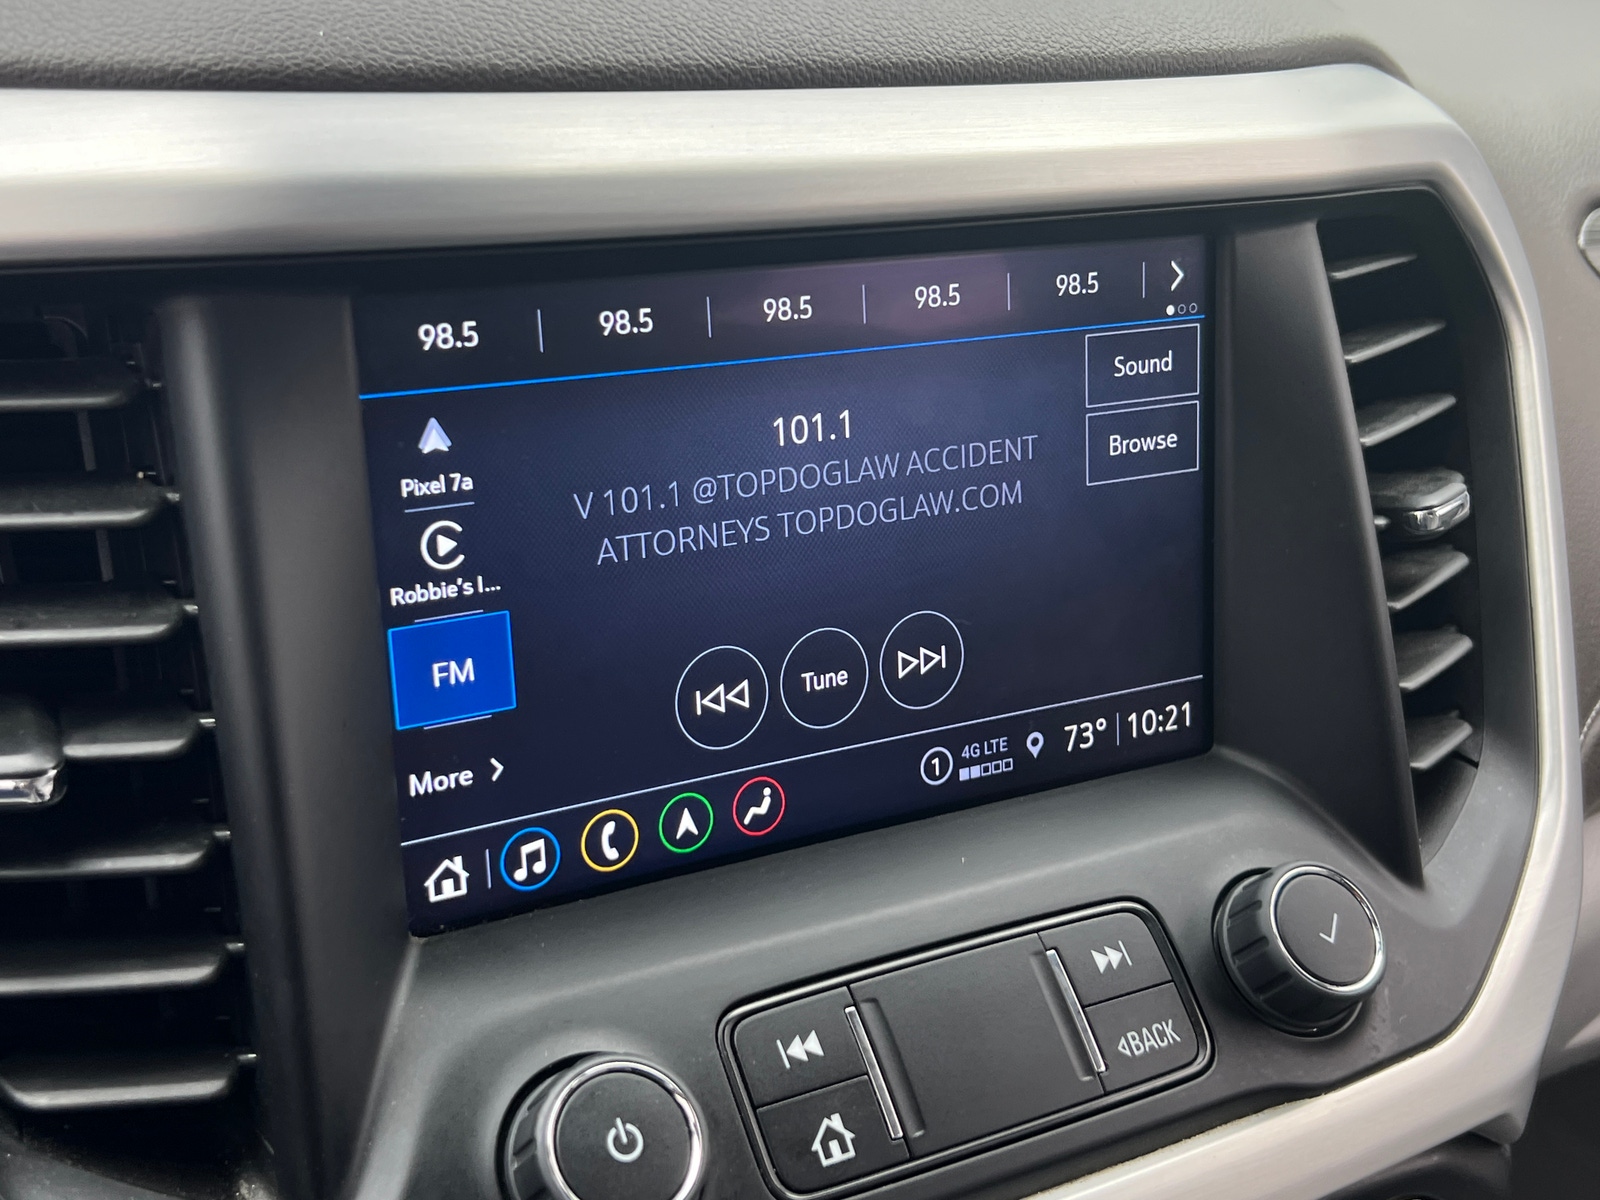 98.5
98.5
98.5
98.5
98.5
Sound
Browse
101.1
V 101.1 @TOPDOGLAW ACCIDENT
ATTORNEYS TOPDOGLAW.COM
Pixel 7a
Robbie's I...
FM
More
Tune
1
4G LTE
73°
10:21
BACK